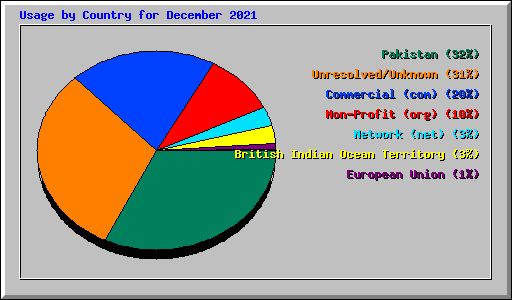 Usage by Country for December 2021
Pakistan (32%)
Unresolved/Unknown (31%)
Commercial (com) (20%)
Non-Profit (org) (10%)
Network (net) (3%)
British Indian Ocean Territory (3%)
European Union (1%)